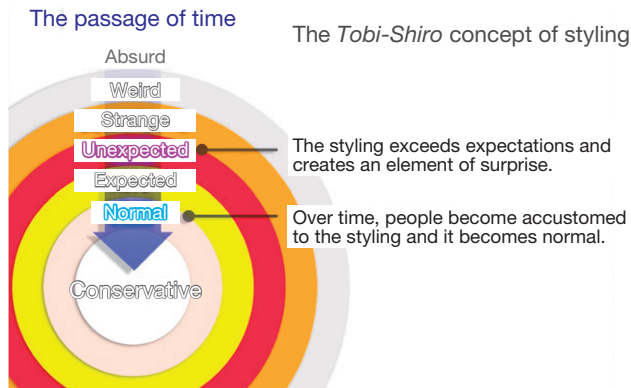 The passage of time
The Tobi-Shiro concept of styling
Absurd
Weird
Strange
Unexpected
The styling exceeds expectations and
creates an element of surprise.
Expected
Normal
Over time, people become accustomed
to the styling and it becomes normal.
Conservative